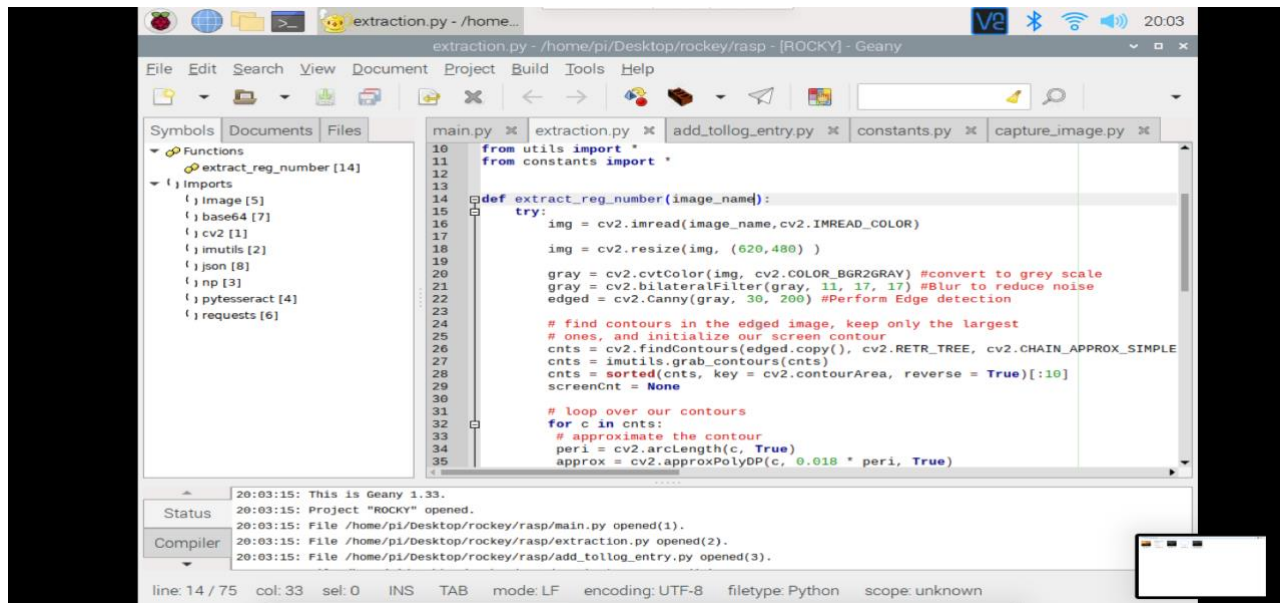 extraction.py - /home...
V2
20:03
extraction.py - /home/pi/Desktop/rockey/rasp - [ROCKY] - Geany
File Edit Search View Document Project Build Tools Help
Symbols Documents Files
main.py extraction.py add_tollog_entry.py constants.py capture_image.py
Functions
extract_reg_number [14]
Imports
Image [5]
base64 [7]
cv2 [1]
imutils [2]
json [8]
np [3]
pytesseract [4]
requests [6]
10 from utils import *
11 from constants import *
12
13
14 def extract_reg_number(image_name):
15 try:
16 img = cv2.imread(image_name,cv2.IMREAD_COLOR)
17
18 img = cv2.resize(img, (620,480) )
19
20 gray = cv2.cvtColor(img, cv2.COLOR_BGR2GRAY) #convert to grey scale
21 gray = cv2.bilateralFilter(gray, 11, 17, 17) #Blur to reduce noise
22 edged = cv2.Canny(gray, 30, 200) #Perform Edge detection
23
24 # find contours in the edged image, keep only the largest
25 # ones, and initialize our screen contour
26 cnts = cv2.findContours(edged.copy(), cv2.RETR_TREE, cv2.CHAIN_APPROX_SIMPLE
27 cnts = imutils.grab_contours(cnts)
28 cnts = sorted(cnts, key = cv2.contourArea, reverse = True)[:10]
29 screenCnt = None
30
31 # loop over our contours
32 for c in cnts:
33 # approximate the contour
34 peri = cv2.arcLength(c, True)
35 approx = cv2.approxPolyDP(c, 0.018 * peri, True)
Status
Compiler
20:03:15: This is Geany 1.33.
20:03:15: Project "ROCKY" opened.
20:03:15: File /home/pi/Desktop/rockey/rasp/main.py opened(1).
20:03:15: File /home/pi/Desktop/rockey/rasp/extraction.py opened(2).
20:03:15: File /home/pi/Desktop/rockey/rasp/add_tollog_entry.py opened(3).
line: 14 / 75 col: 33 sel: 0 INS TAB mode: LF encoding: UTF-8 filetype: Python scope: unknown